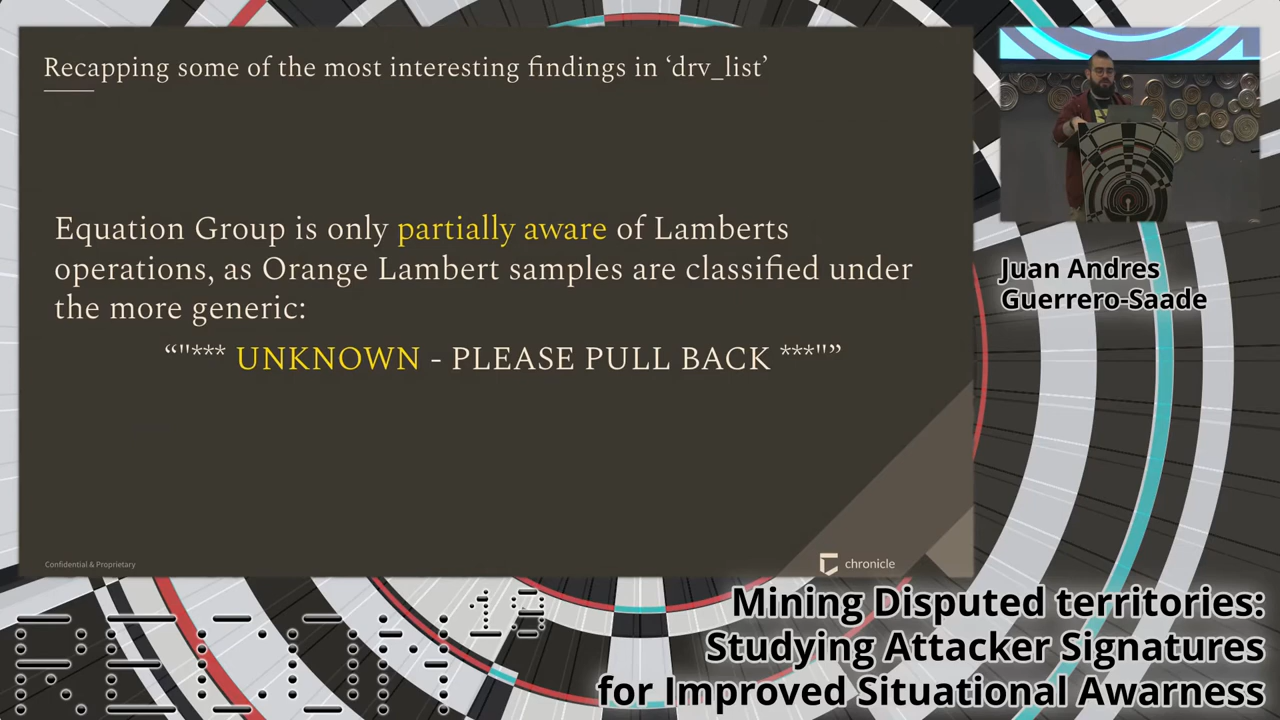 Recapping some of the most interesting findings in ‘drv_list’
Equation Group is only partially aware of Lamberts
operations, as Orange Lambert samples are classified under
the more generic:
“"*** UNKNOWN - PLEASE PULL BACK ***"”
Confidential & Proprietary
chronicle
Juan Andres
Guerrero-Saade
RECON 18
Mining Disputed territories:
Studying Attacker Signatures
for Improved Situational Awarness